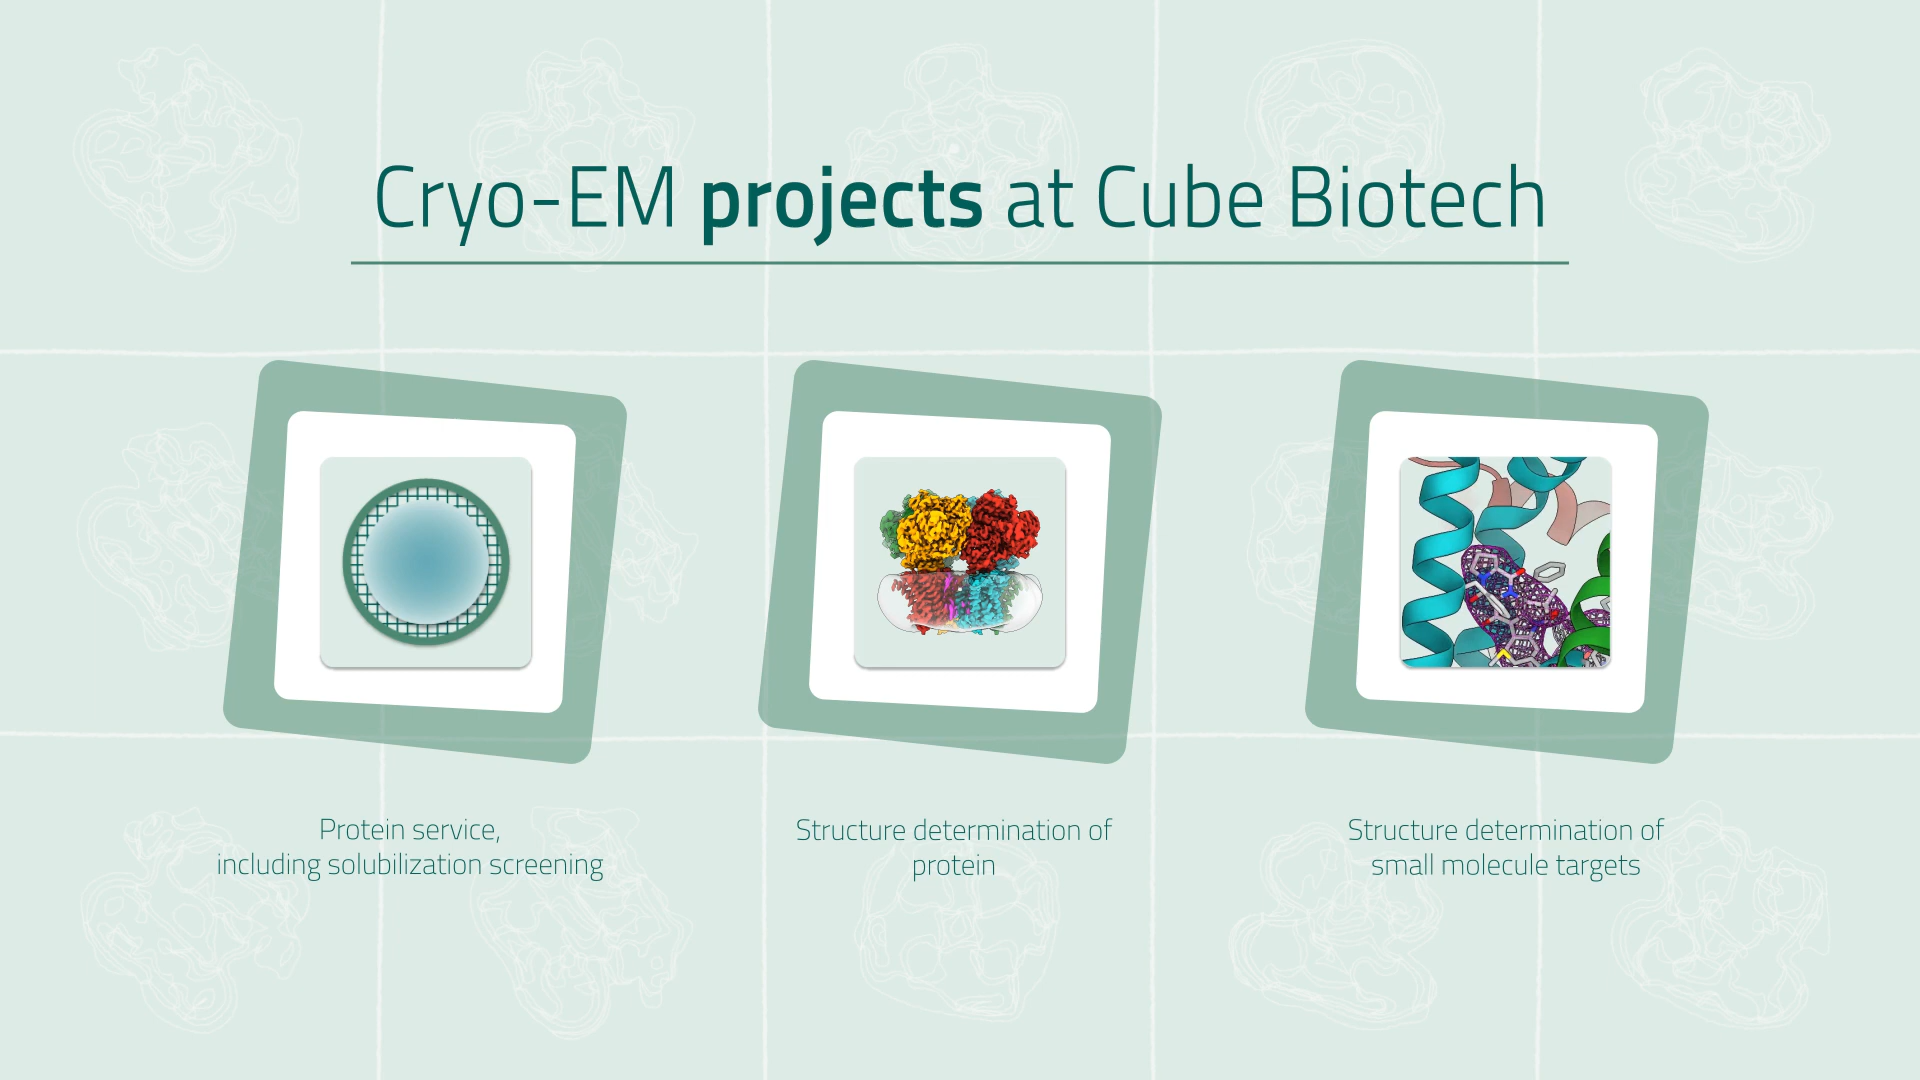 Cryo-EM projects at Cube Biotech
Protein service,
including solubilization screening
Structure determination of
protein
Structure determination of
small molecule targets